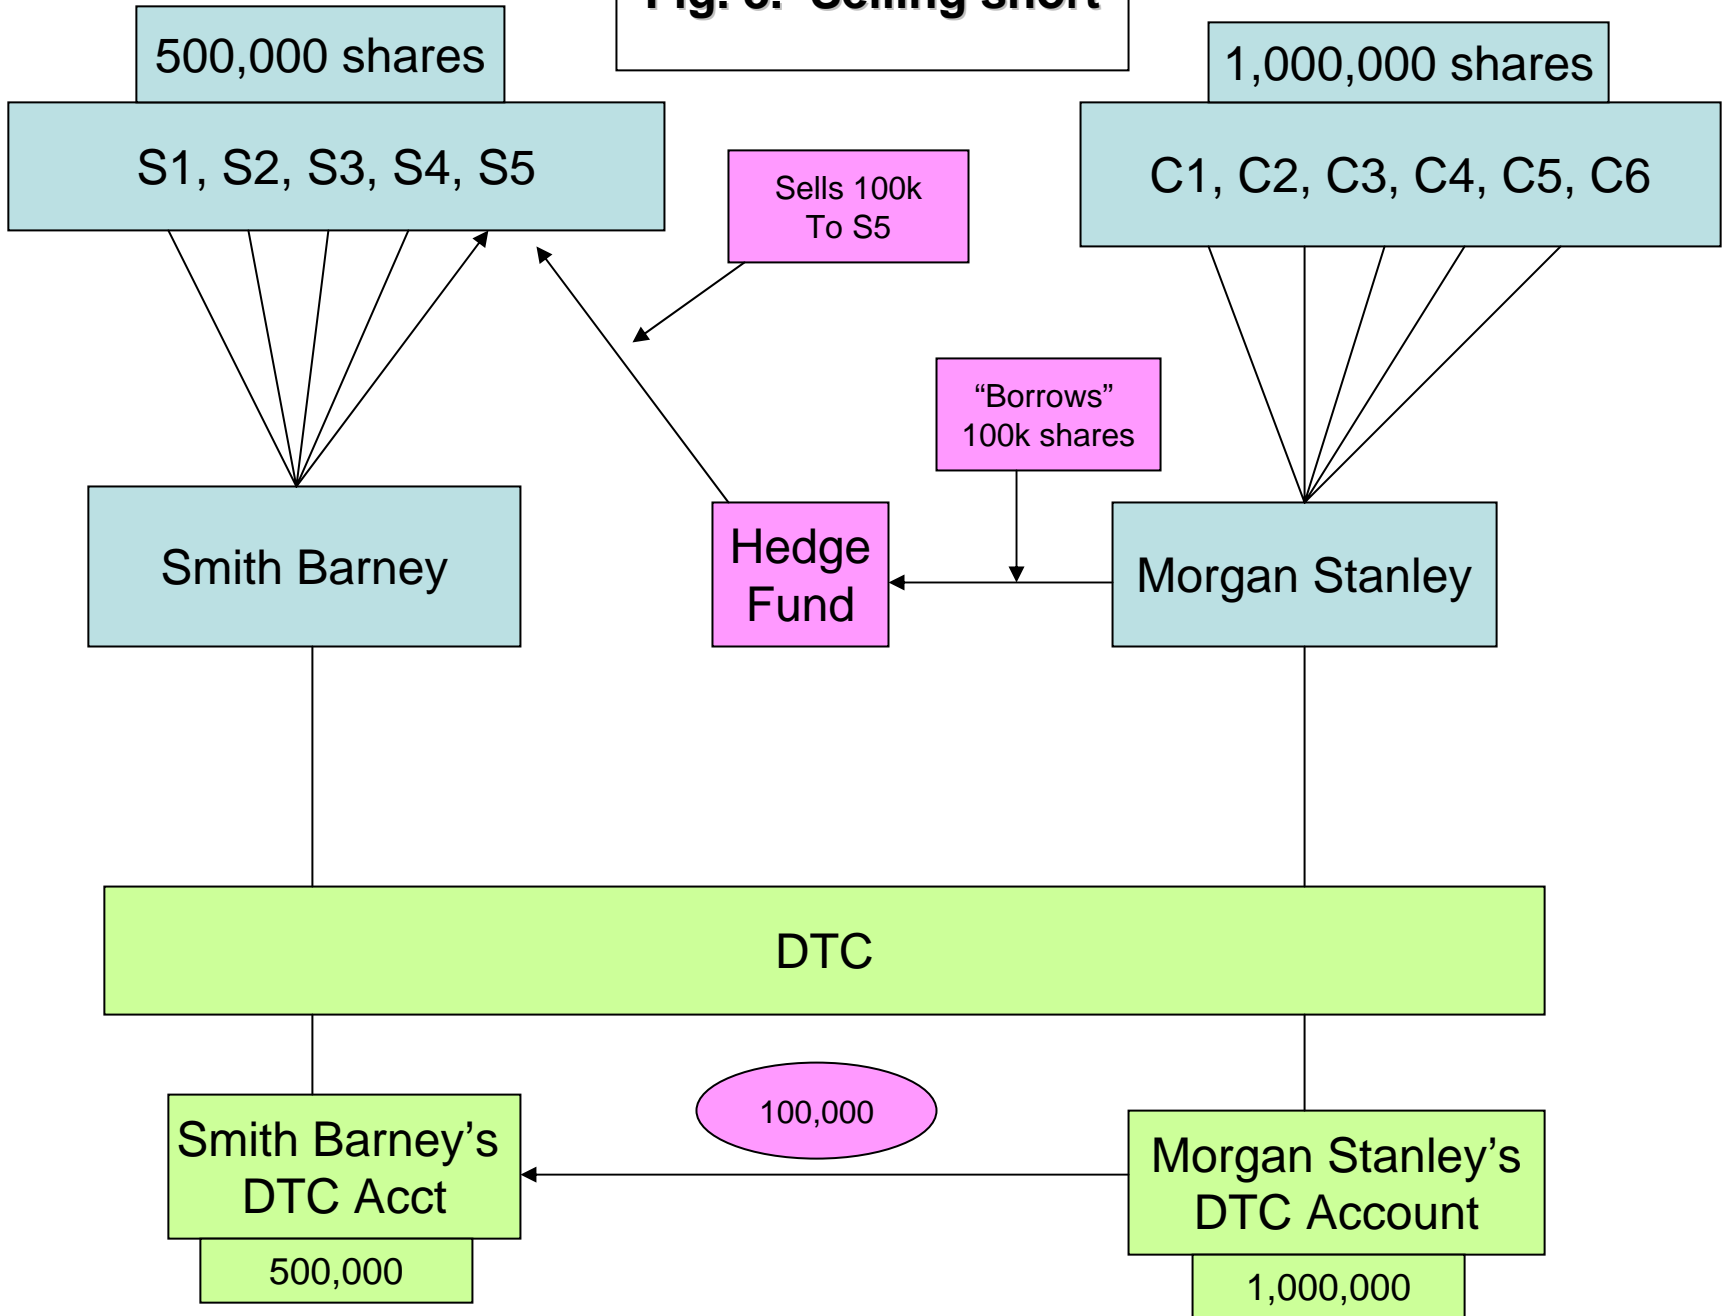 Selling short
500,000 shares
1,000,000 shares
S1, S2, S3, S4, S5
C1, C2, C3, C4, C5, C6
Sells 100k
To S5
“Borrows”
100k shares
Smith Barney
Hedge
Fund
Morgan Stanley
DTC
100,000
Smith Barney’s
DTC Acct
500,000
Morgan Stanley’s
DTC Account
1,000,000